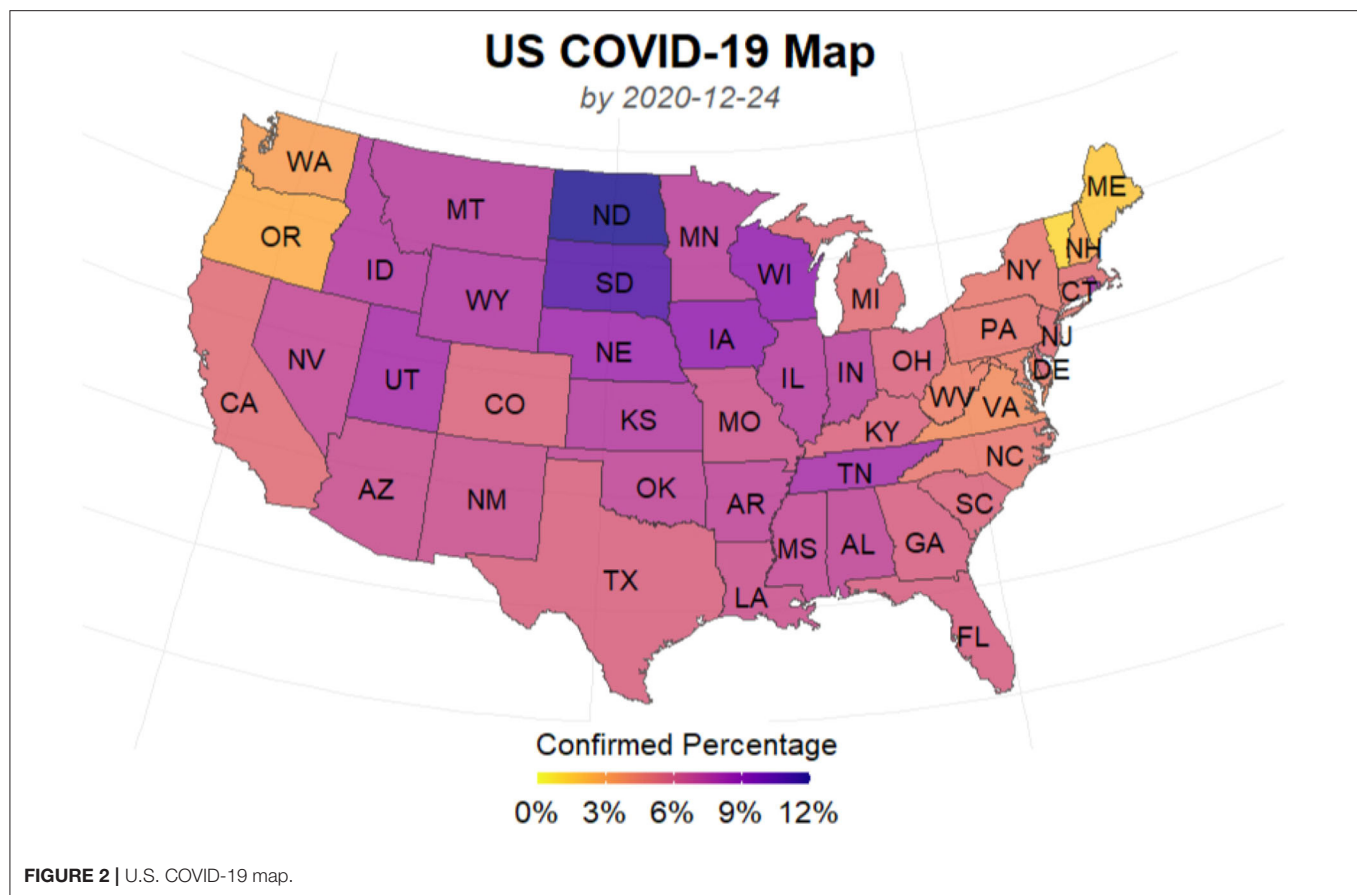 US COVID-19 Map
by 2020-12-24
WA
ME
MT
ND
OR
MN
NH
ID
SD
WI
NY
WY
MI
CT
PA
NV
NE
IA
NJ
UT
IL
IN
OH
DE
CA
CO
WV
VA
KS
MO
KY
NC
AZ
NM
OK
AR
TN
SC
MS
AL
GA
TX
LA
FL
Confirmed Percentage
0% 3% 6% 9% 12%
FIGURE 2 | U.S. COVID-19 map.